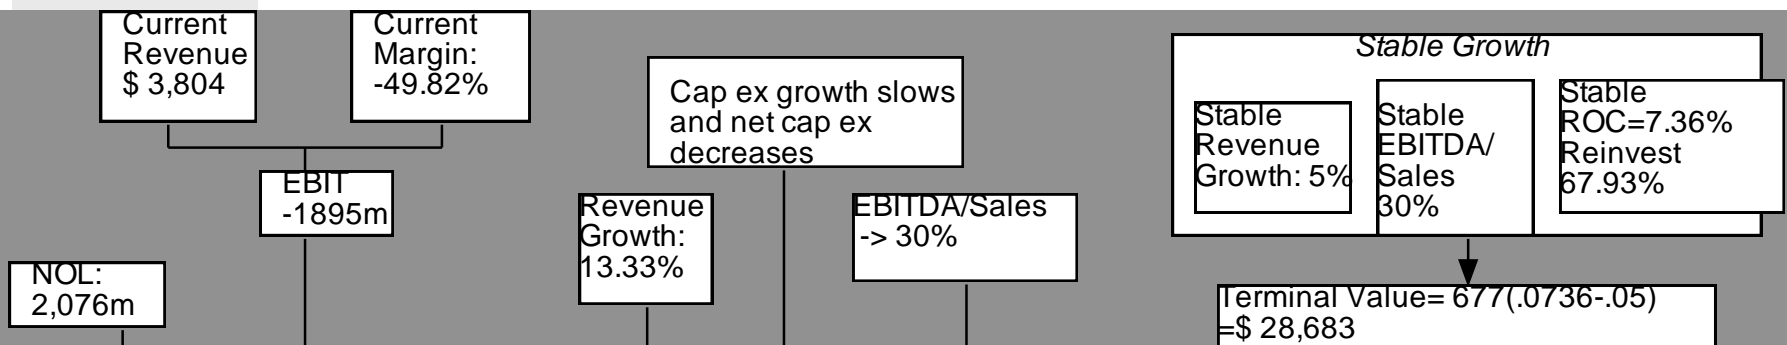 Current
Revenue
$ 3,804
Current
Margin:
-49.82%
EBIT
-1895m
NOL:
2,076m
Cap ex growth slows
and net cap ex
decreases
Revenue
Growth:
13.33%
EBITDA/Sales
-> 30%
Stable Growth
Stable
Revenue
Growth: 5%
Stable
EBITDA/
Sales
30%
Stable
ROC=7.36%
Reinvest
67.93%
Terminal Value= 677(.0736-.05)
=$ 28,683